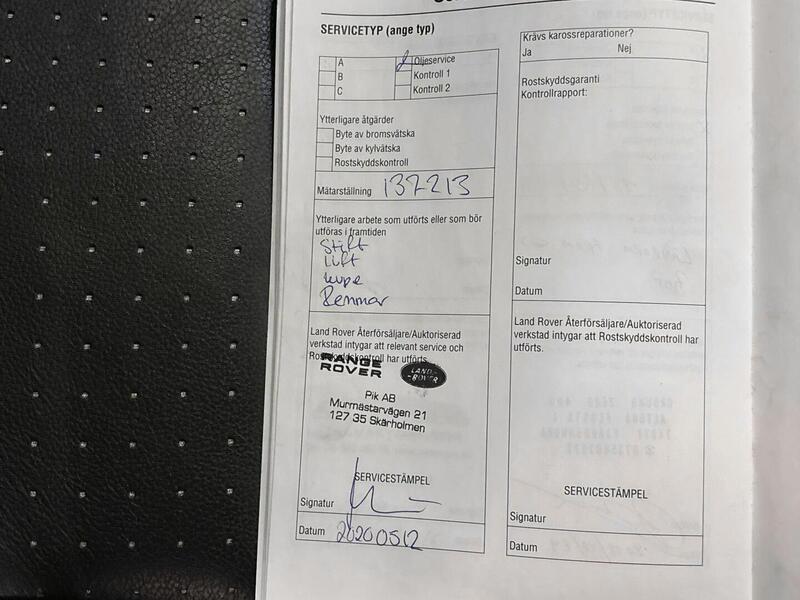 SERVICETYP (ange typ)
A
Oljeservice
B
Kontroll 1
C
Kontroll 2
Ytterligare åtgärder
Byte av bromsvätska
Byte av kylvätska
Rostskyddskontroll
Mätarställning 137213
Ytterligare arbete som utförts eller som bör
utföras i framtiden
Stift
Luft
kupe
Remmar
Land Rover Återförsäljare/Auktoriserad
verkstad intygar att relevant service och
Rostskyddskontroll har utförts.
RANGE
ROVER
LAND-
-ROVER
Pik AB
Murmästarvägen 21
127 35 Skärholmen
SERVICESTÄMPEL
Signatur
Datum 20200512
Krävs karossreparationer?
Ja Nej
Rostskyddsgaranti
Kontrollrapport:
Signatur
Datum
Land Rover Återförsäljare/Auktoriserad
verkstad intygar att Rostskyddskontroll har
utförts.
SERVICESTÄMPEL
Signatur
Datum